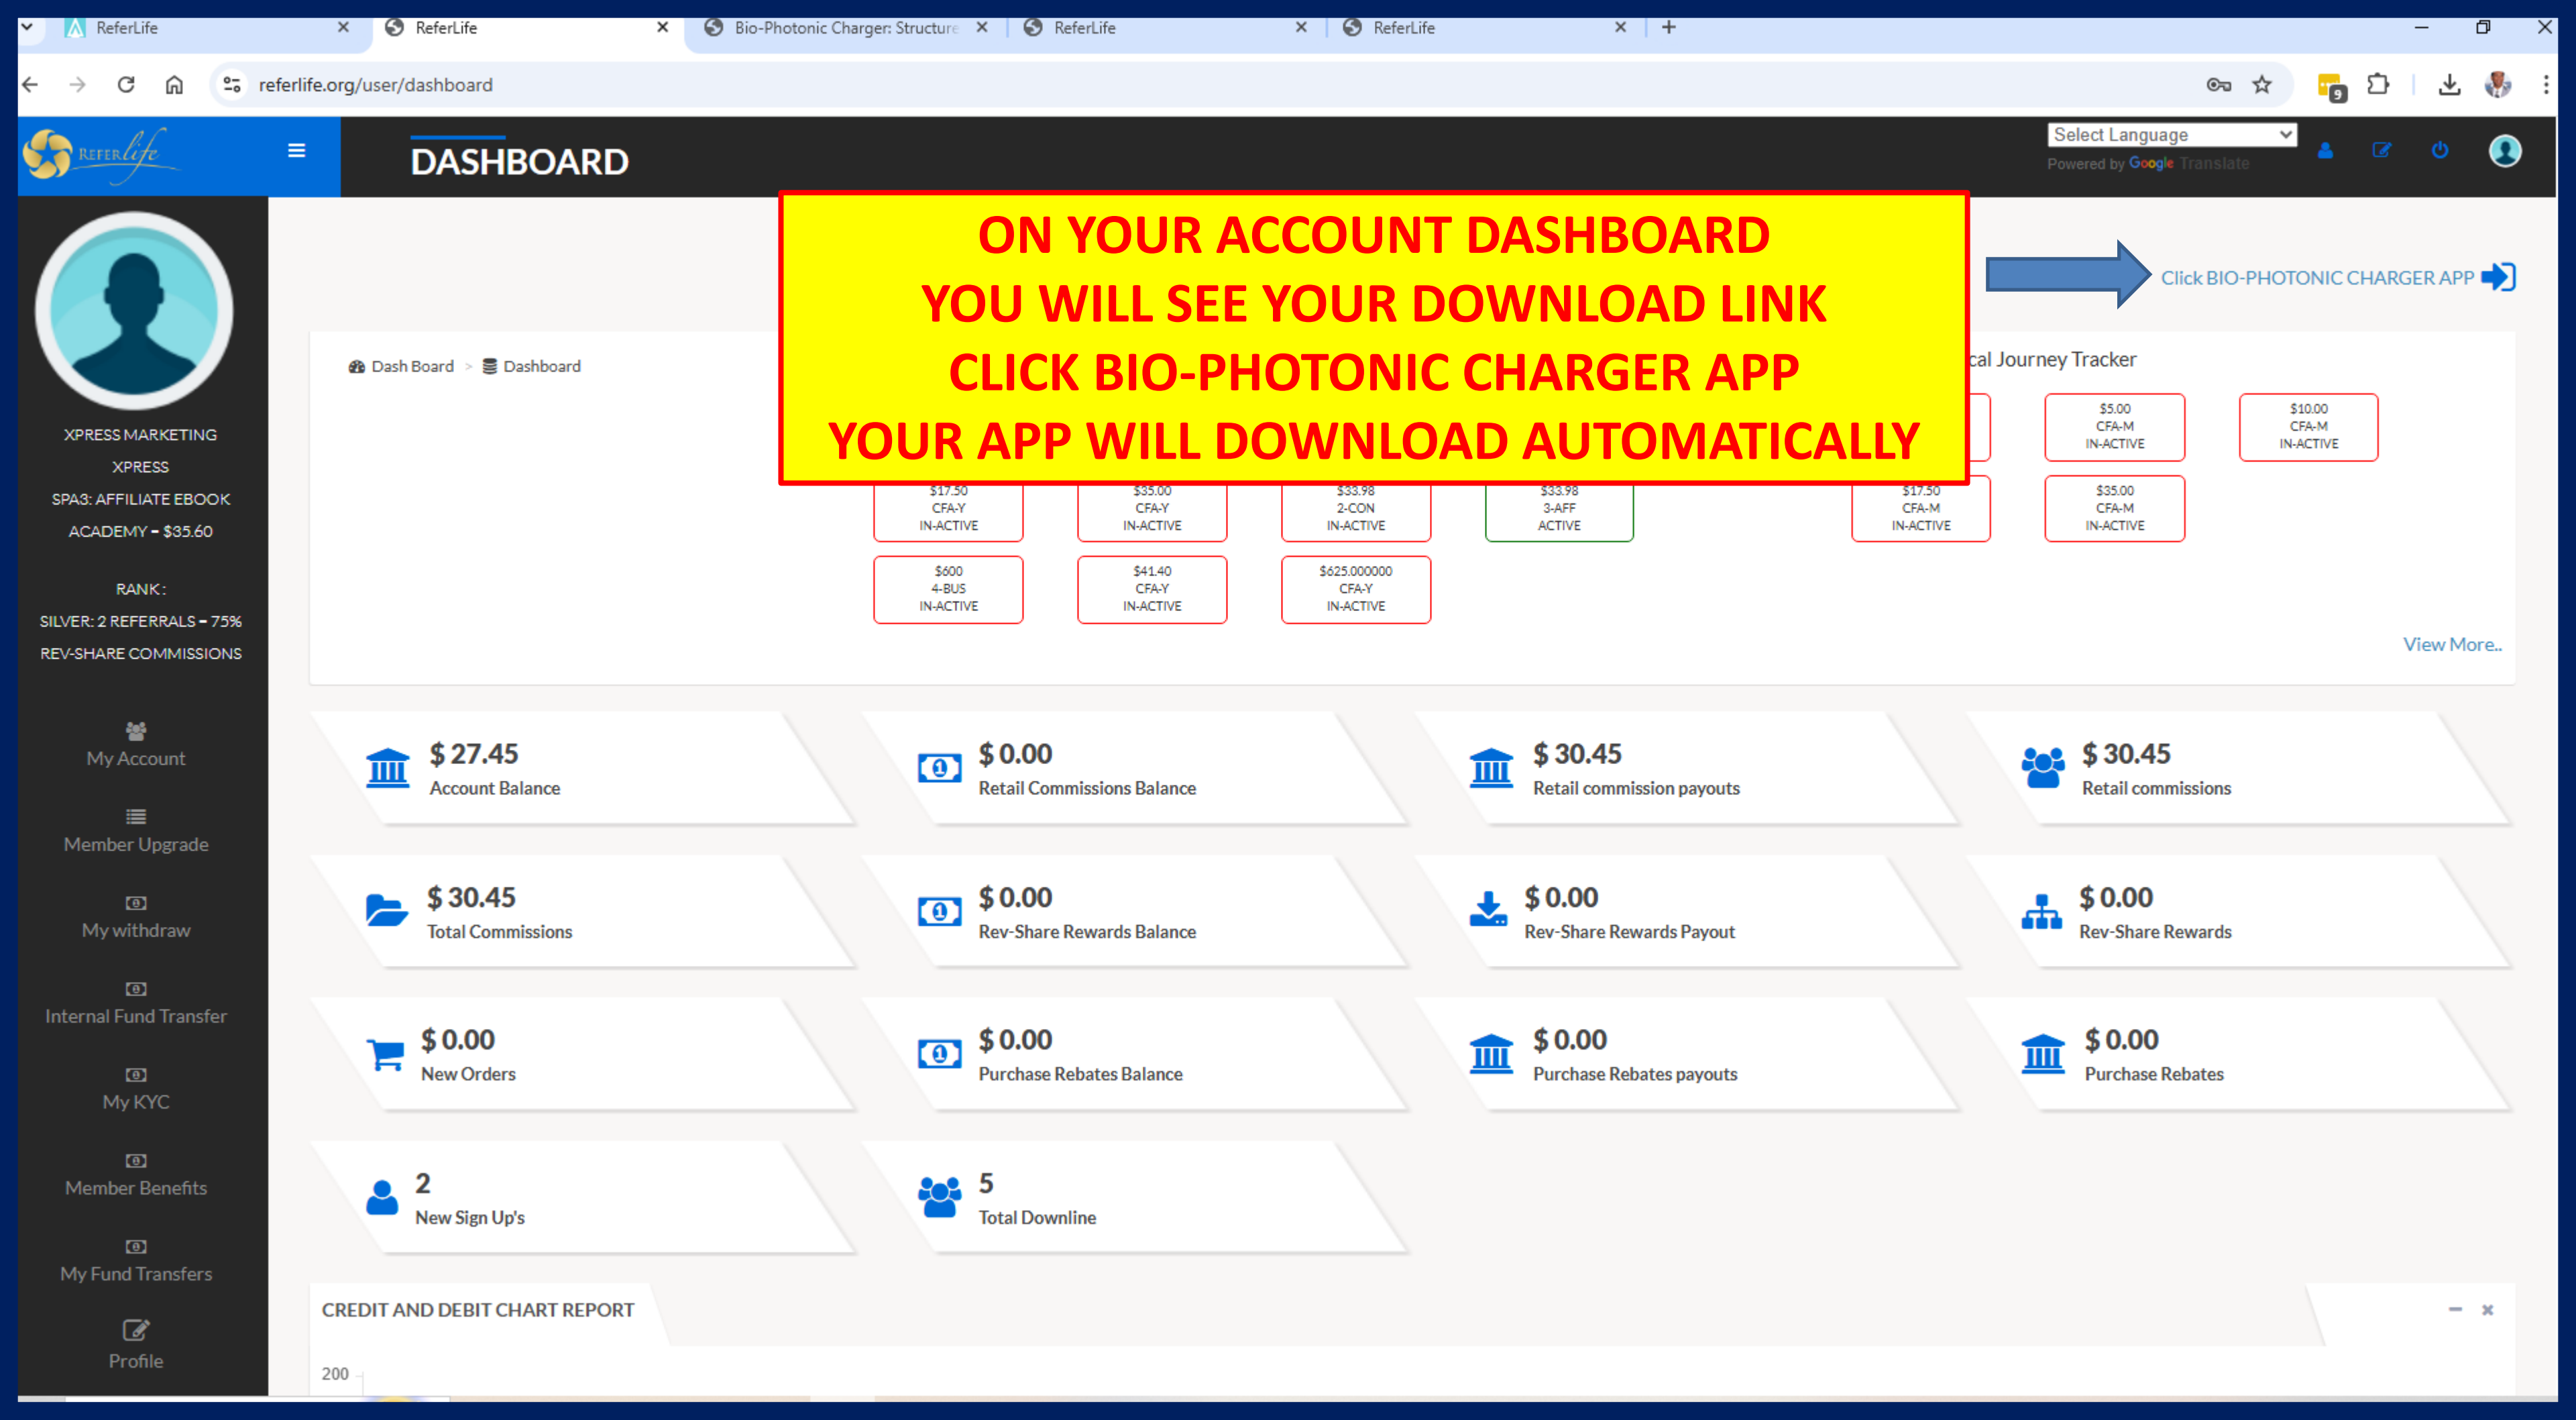 ReferLife
ReferLife
Bio-Photonic Charger: Structure
ReferLife
ReferLife
referlife.org/user/dashboard
9
REFERlife
DASHBOARD
Select Language
Powered by Google Translate
ON YOUR ACCOUNT DASHBOARD
YOU WILL SEE YOUR DOWNLOAD LINK
CLICK BIO-PHOTONIC CHARGER APP
YOUR APP WILL DOWNLOAD AUTOMATICALLY
Click BIO-PHOTONIC CHARGER APP
Dash Board > Dashboard
Journey Tracker
$5.00
CFA-M
IN-ACTIVE
$10.00
CFA-M
IN-ACTIVE
$17.50
CFA-Y
IN-ACTIVE
$35.00
CFA-Y
IN-ACTIVE
$33.98
2-CON
IN-ACTIVE
$33.98
3-AFF
ACTIVE
$17.50
CFA-M
IN-ACTIVE
$35.00
CFA-M
IN-ACTIVE
$600
4-BUS
IN-ACTIVE
$41.40
CFA-Y
IN-ACTIVE
$625.000000
CFA-Y
IN-ACTIVE
View More..
XPRESS MARKETING
XPRESS
SPA3: AFFILIATE EBOOK
ACADEMY - $35.60
RANK :
SILVER: 2 REFERRALS - 75%
REV-SHARE COMMISSIONS
My Account
Member Upgrade
My withdraw
Internal Fund Transfer
My KYC
Member Benefits
My Fund Transfers
Profile
$ 27.45
Account Balance
$ 0.00
Retail Commissions Balance
$ 30.45
Retail commission payouts
$ 30.45
Retail commissions
$ 30.45
Total Commissions
$ 0.00
Rev-Share Rewards Balance
$ 0.00
Rev-Share Rewards Payout
$ 0.00
Rev-Share Rewards
$ 0.00
New Orders
$ 0.00
Purchase Rebates Balance
$ 0.00
Purchase Rebates payouts
$ 0.00
Purchase Rebates
2
New Sign Up's
5
Total Downline
CREDIT AND DEBIT CHART REPORT
200